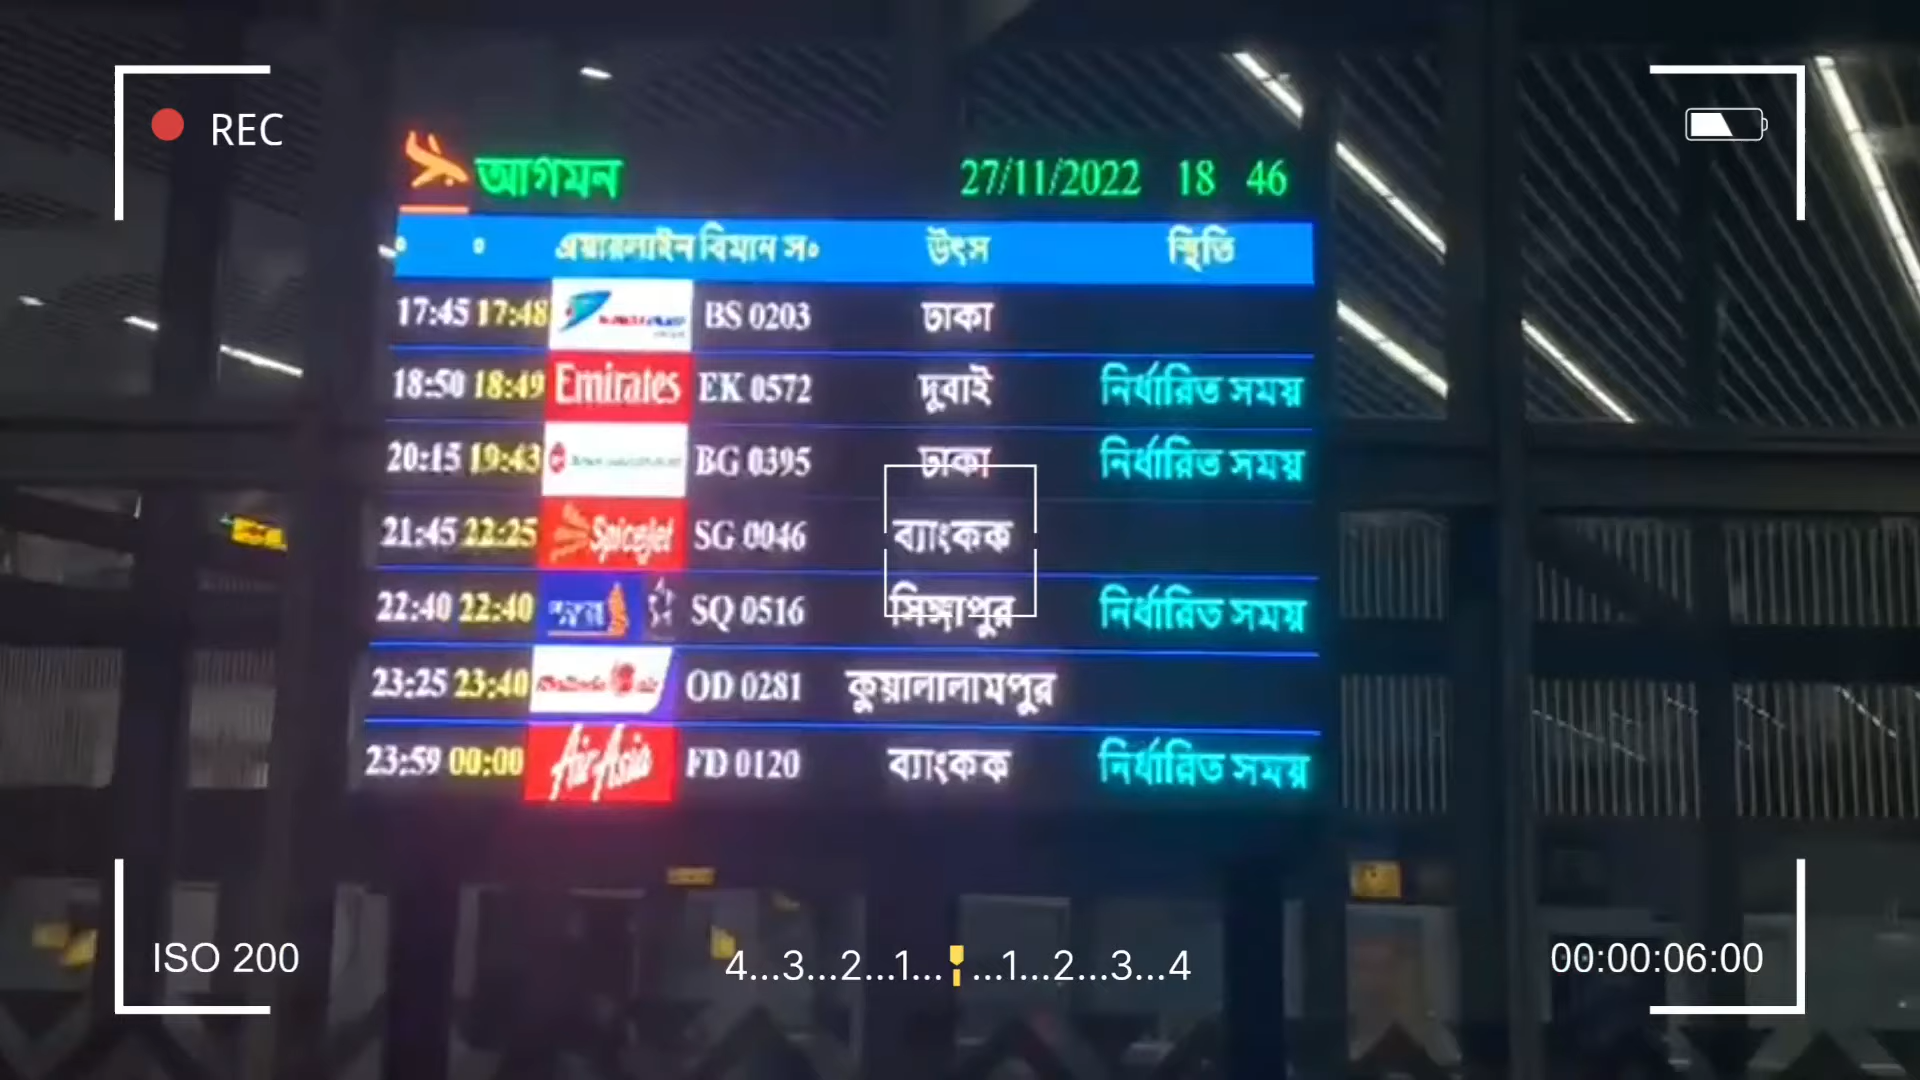 REC
আগমন 27/11/2022 18 46
এয়ারলাইন বিমান স০ উৎস স্থিতি
17:45 17:48 BS 0203 ঢাকা
18:50 18:49 Emirates EK 0572 দুবাই নির্ধারিত সময়
20:15 19:43 BG 0395 ঢাকা নির্ধারিত সময়
21:45 22:25 Spicejet SG 0046 ব্যাংকক
22:40 22:40 SQ 0516 সিঙ্গাপুর নির্ধারিত সময়
23:25 23:40 OD 0281 কুয়ালালামপুর
23:59 00:00 AirAsia FD 0120 ব্যাংকক নির্ধারিত সময়
ISO 200 4...3...2...1... ...1...2...3...4 00:00:06:00